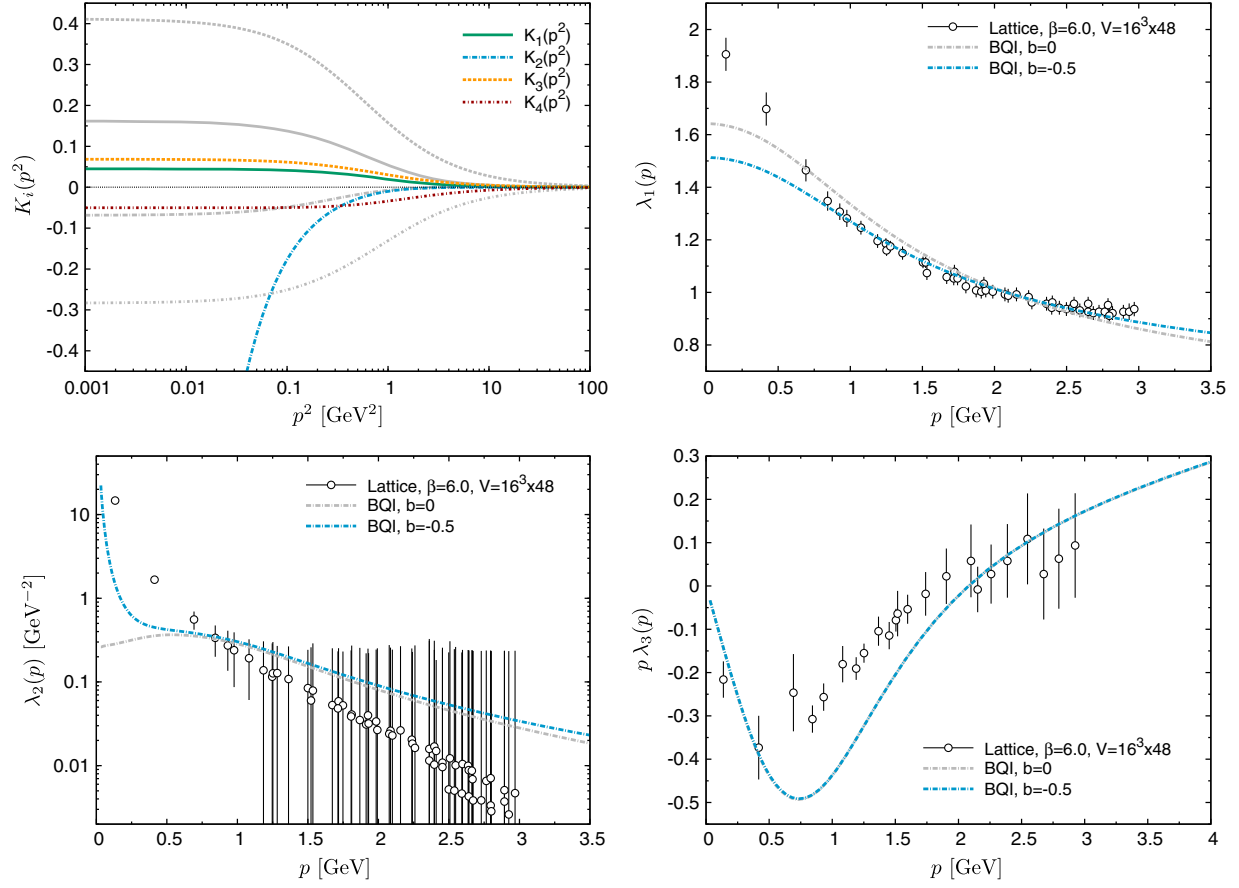 0.4
0.3
0.2
0.1
0
-0.1
-0.2
-0.3
-0.4
K_i(p²)
K₁(p²)
K₂(p²)
K₃(p²)
K₄(p²)
0.001 0.01 0.1 1 10 100
p² [GeV²]
2
1.8
1.6
1.4
1.2
1
0.8
λ₁(p)
Lattice, β=6.0, V=16³x48
BQI, b=0
BQI, b=-0.5
0 0.5 1 1.5 2 2.5 3 3.5
p [GeV]
10
1
0.1
0.01
λ₂(p) [GeV⁻²]
Lattice, β=6.0, V=16³x48
BQI, b=0
BQI, b=-0.5
0 0.5 1 1.5 2 2.5 3 3.5
p [GeV]
0.3
0.2
0.1
0
-0.1
-0.2
-0.3
-0.4
-0.5
p λ₃(p)
Lattice, β=6.0, V=16³x48
BQI, b=0
BQI, b=-0.5
0 0.5 1 1.5 2 2.5 3 3.5 4
p [GeV]